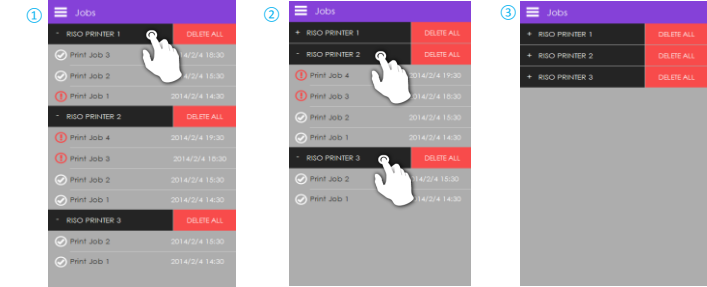 ① Jobs
- RISO PRINTER 1 DELETE ALL
Print Job 3 /2/4 18:30
Print Job 2 4/2/4 15:30
Print Job 1 2014/2/4 14:30
- RISO PRINTER 2 DELETE ALL
Print Job 4 2014/2/4 19:30
Print Job 3 2014/2/4 18:30
Print Job 2 2014/2/4 15:30
Print Job 1 2014/2/4 14:30
- RISO PRINTER 3 DELETE ALL
Print Job 2 2014/2/4 15:30
Print Job 1 2014/2/4 14:30
② Jobs
+ RISO PRINTER 1 DELETE ALL
- RISO PRINTER 2 DELETE ALL
Print Job 4 2014/2/4 19:30
Print Job 3 014/2/4 18:30
Print Job 2 2014/2/4 15:30
Print Job 1 2014/2/4 14:30
- RISO PRINTER 3 DELETE ALL
Print Job 2 14/2/4 15:30
Print Job 1 14/2/4 14:30
③ Jobs
+ RISO PRINTER 1 DELETE ALL
+ RISO PRINTER 2 DELETE ALL
+ RISO PRINTER 3 DELETE ALL